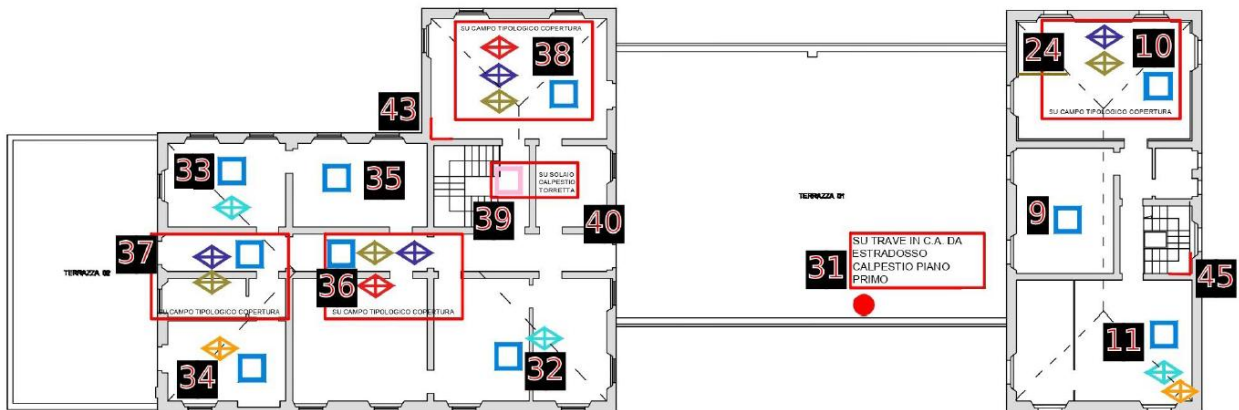 SU CAMPO TIPOLOGICO COPERTURA
38
24
10
SU CAMPO TIPOLOGICO COPERTURA
43
33
35
SU SOLAIO
CALPESTIO
TORRETTA
39
40
TERRAZZA 01
9
37
TERRAZZA 02
36
SU CAMPO TIPOLOGICO COPERTURA
SU CAMPO TIPOLOGICO COPERTURA
31
SU TRAVE IN C.A. DA
ESTRADOSSO
CALPESTIO PIANO
PRIMO
45
34
32
11